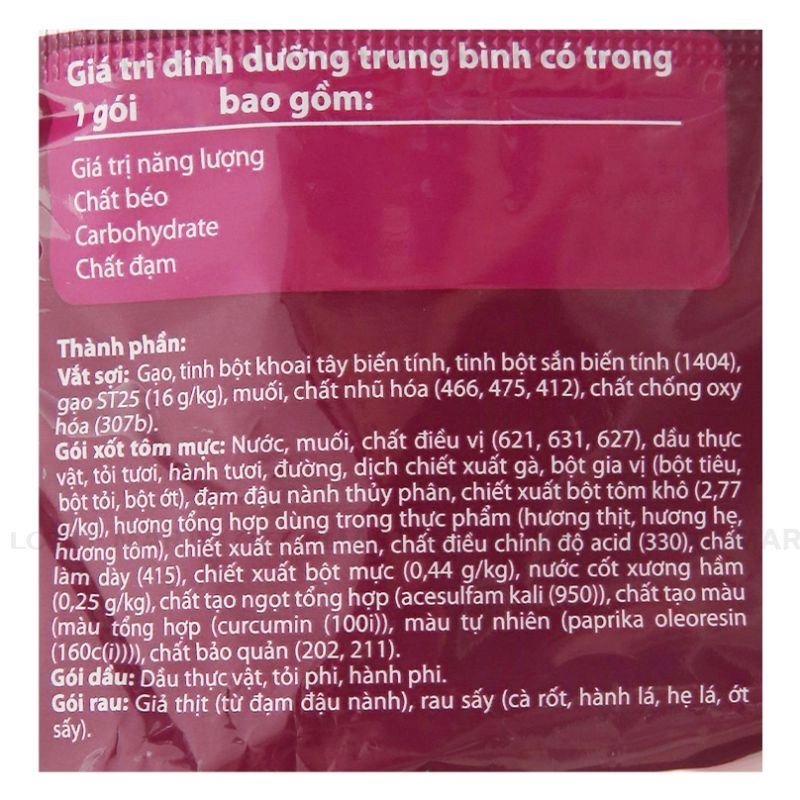 Giá trị dinh dưỡng trung bình có trong
1 gói bao gồm:
Giá trị năng lượng
Chất béo
Carbohydrate
Chất đạm
Thành phần:
Vắt sợi: Gạo, tinh bột khoai tây biến tính, tinh bột sắn biến tính (1404),
gạo ST25 (16 g/kg), muối, chất nhũ hóa (466, 475, 412), chất chống oxy
hóa (307b).
Gói xốt tôm mực: Nước, muối, chất điều vị (621, 631, 627), dầu thực
vật, tỏi tươi, hành tươi, đường, dịch chiết xuất gà, bột gia vị (bột tiêu,
bột tỏi, bột ớt), đạm đậu nành thủy phân, chiết xuất bột tôm khô (2,77
g/kg), hương tổng hợp dùng trong thực phẩm (hương thịt, hương hẹ,
hương tôm), chiết xuất nấm men, chất điều chỉnh độ acid (330), chất
làm dày (415), chiết xuất bột mực (0,44 g/kg), nước cốt xương hầm
(0,25 g/kg), chất tạo ngọt tổng hợp (acesulfam kali (950)), chất tạo màu
(màu tổng hợp (curcumin (100i)), màu tự nhiên (paprika oleoresin
(160c(i)))), chất bảo quản (202, 211).
Gói dầu: Dầu thực vật, tỏi phi, hành phi.
Gói rau: Giả thịt (từ đạm đậu nành), rau sấy (cà rốt, hành lá, hẹ lá, ớt
sấy).